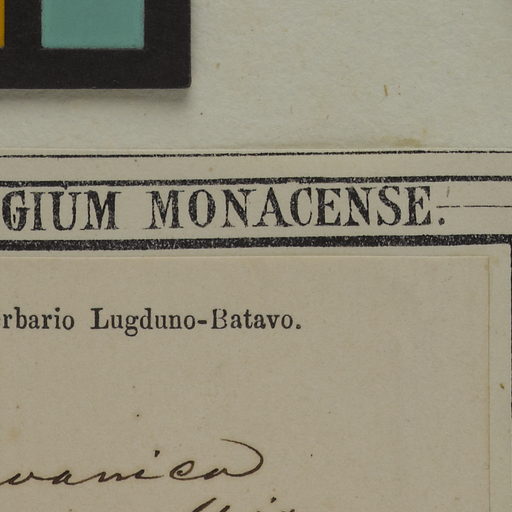 GIUM MONACENSE.
rbario Lugduno-Batavo.
vanica